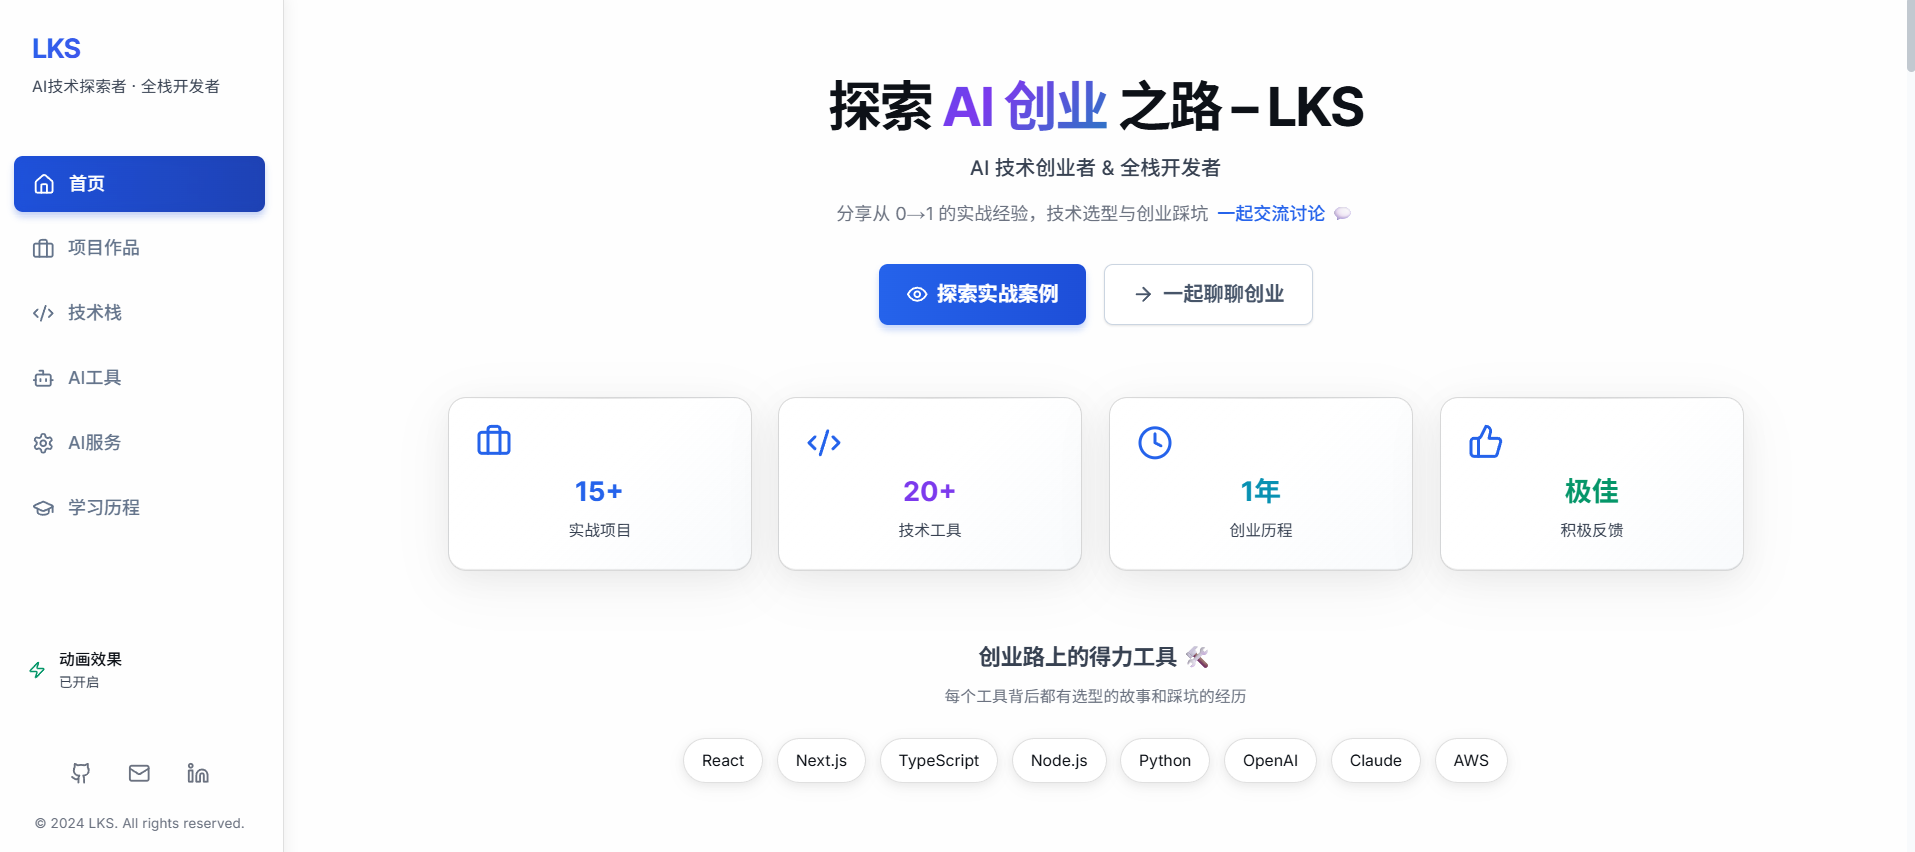 LKS
AI技术探索者 · 全栈开发者
首页
项目作品
技术栈
AI工具
AI服务
学习历程
动画效果
已开启
© 2024 LKS. All rights reserved.
探索 AI 创业 之路 – LKS
AI 技术创业者 & 全栈开发者
分享从 0→1 的实战经验，技术选型与创业踩坑 一起交流讨论 💬
探索实战案例
一起聊聊创业
15+
实战项目
20+
技术工具
1年
创业历程
极佳
积极反馈
创业路上的得力工具 🛠️
每个工具背后都有选型的故事和踩坑的经历
React
Next.js
TypeScript
Node.js
Python
OpenAI
Claude
AWS